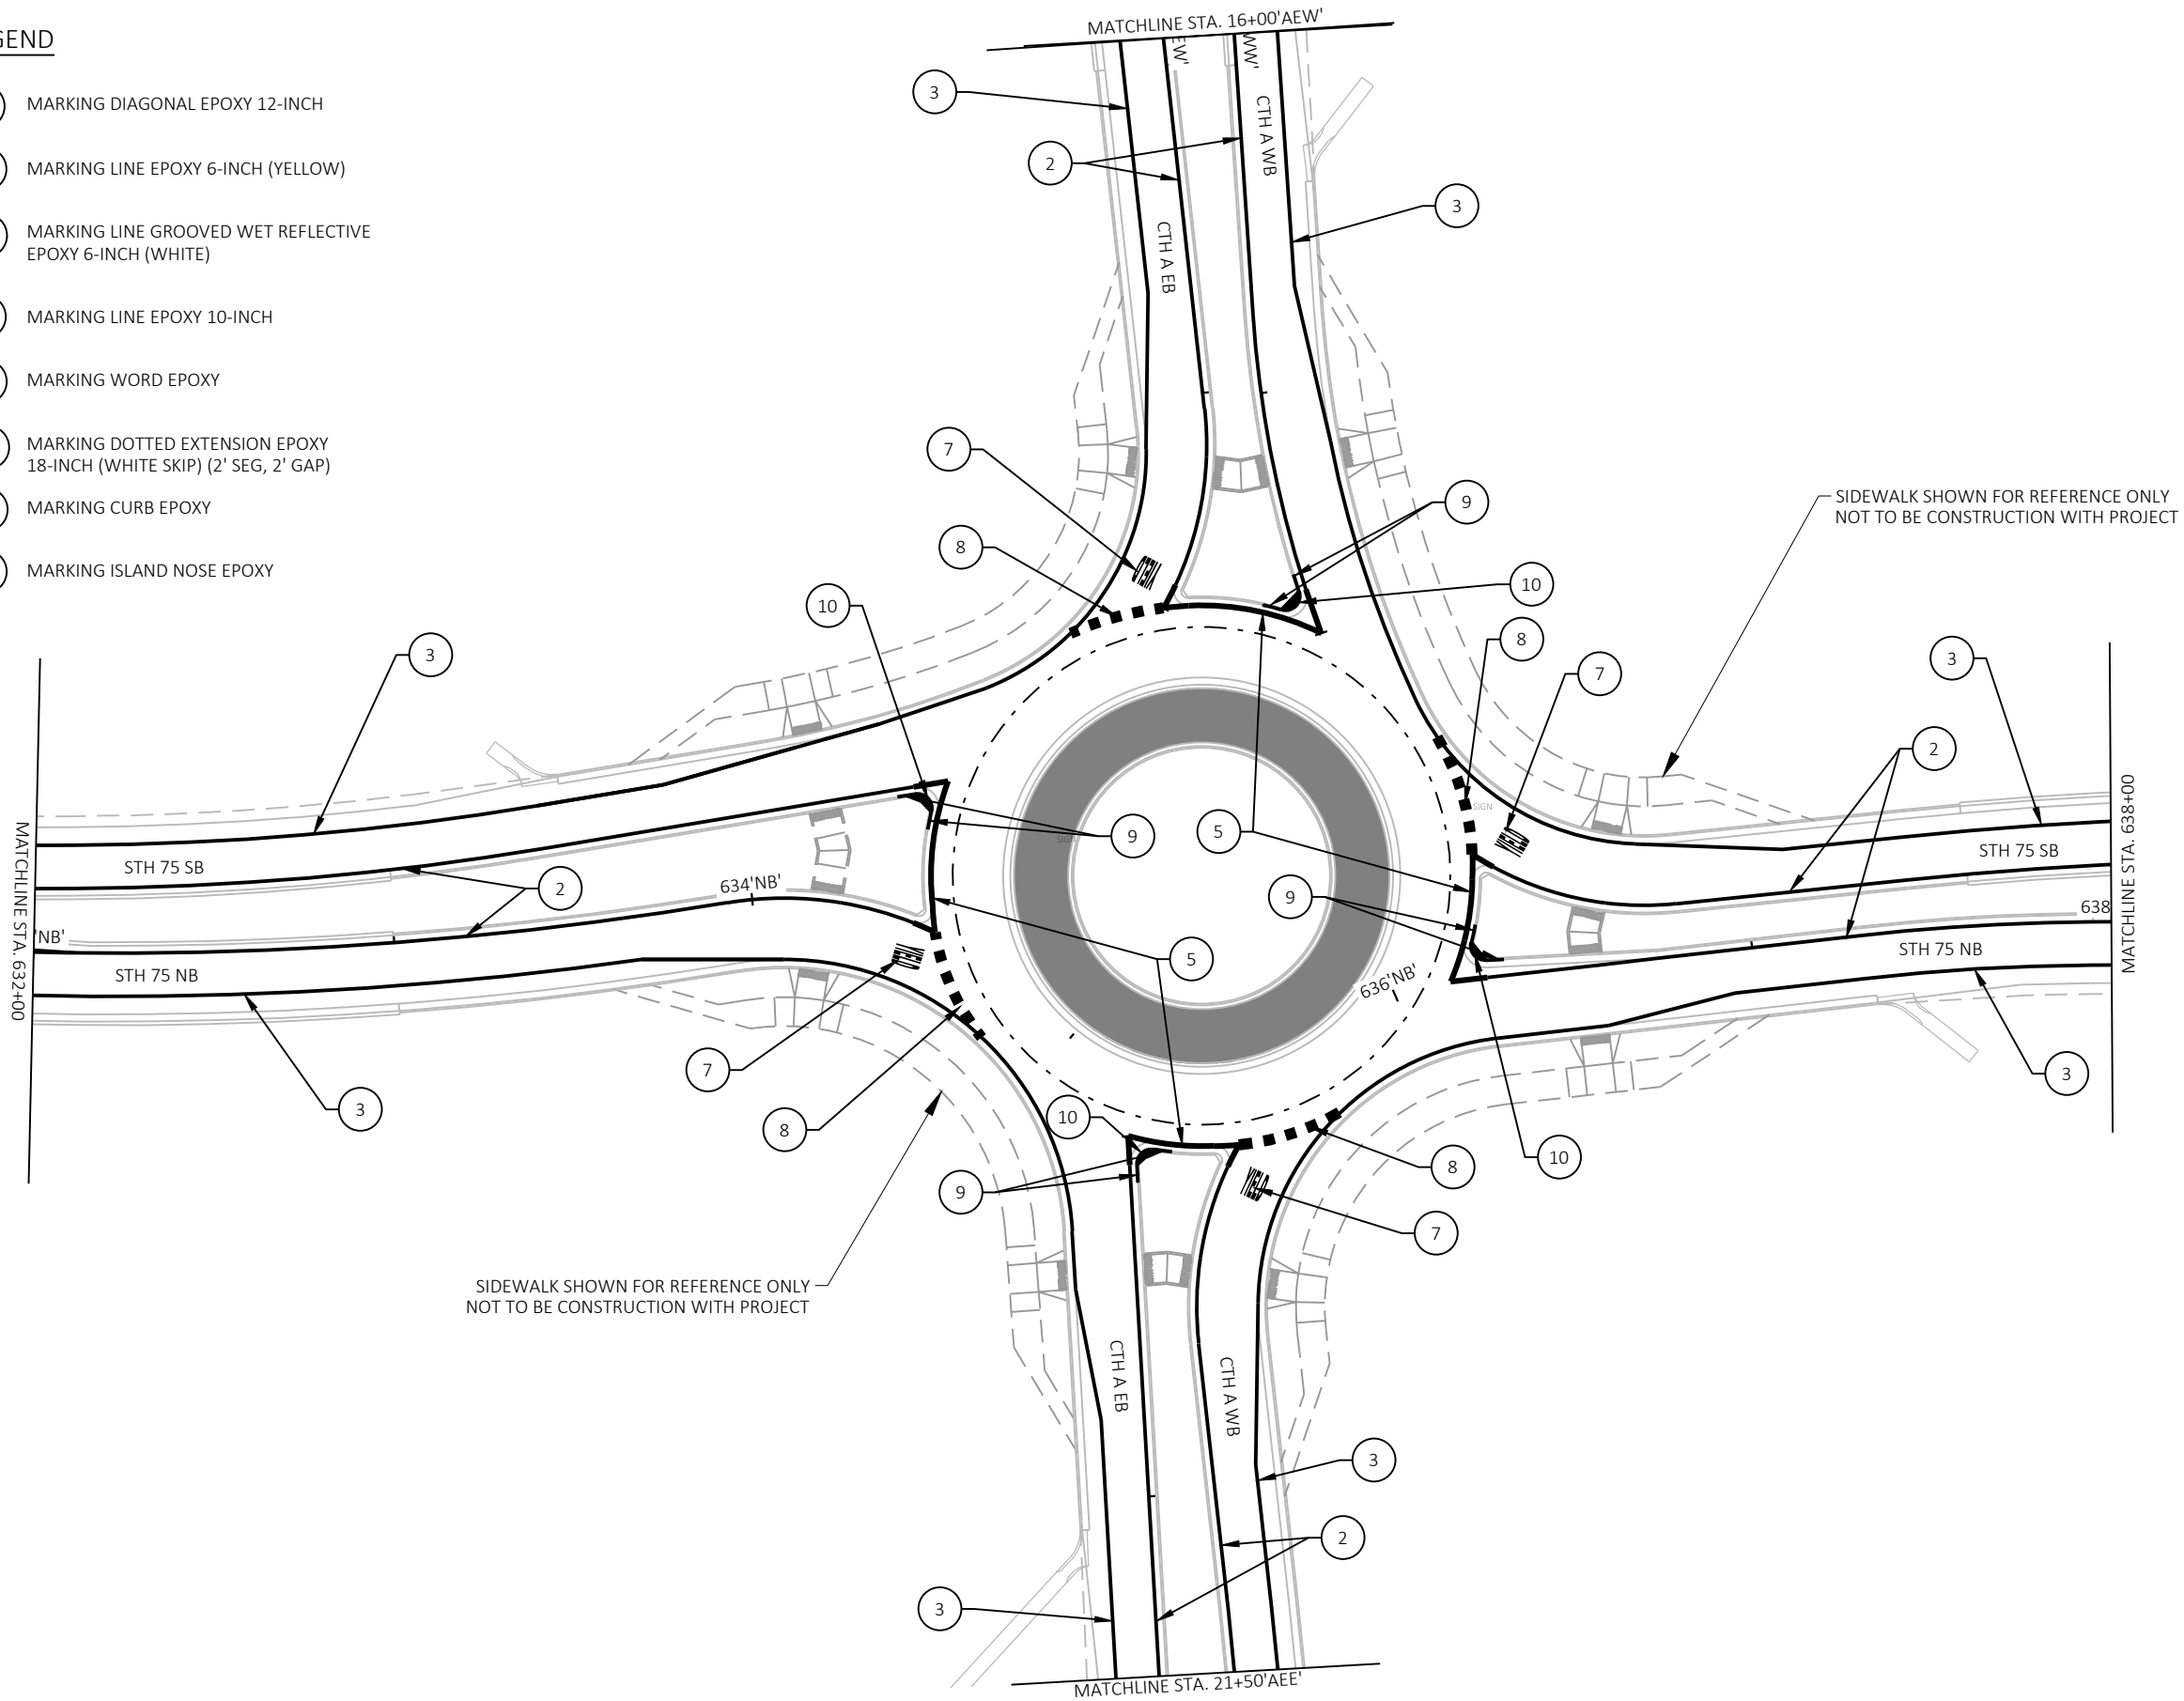 GEND
MARKING DIAGONAL EPOXY 12-INCH
MARKING LINE EPOXY 6-INCH (YELLOW)
MARKING LINE GROOVED WET REFLECTIVE
EPOXY 6-INCH (WHITE)
MARKING LINE EPOXY 10-INCH
MARKING WORD EPOXY
MARKING DOTTED EXTENSION EPOXY
18-INCH (WHITE SKIP) (2' SEG, 2' GAP)
MARKING CURB EPOXY
MARKING ISLAND NOSE EPOXY
MATCHLINE STA. 16+00'AEW'
EW'
WW'
3
2
CTH A WB
CTH A EB
3
7
9
8
10
10
SIDEWALK SHOWN FOR REFERENCE ONLY
NOT TO BE CONSTRUCTION WITH PROJECT
3
8
7
3
2
MATCHLINE STA. 632+00
STH 75 SB
2
634'NB'
'NB'
STH 75 NB
3
9
SIGN
5
SIGN
9
5
636'NB'
STH 75 SB
638
STH 75 NB
MATCHLINE STA. 638+00
3
7
8
10
9
8
10
7
SIDEWALK SHOWN FOR REFERENCE ONLY
NOT TO BE CONSTRUCTION WITH PROJECT
CTH A EB
CTH A WB
3
2
3
MATCHLINE STA. 21+50'AEE'